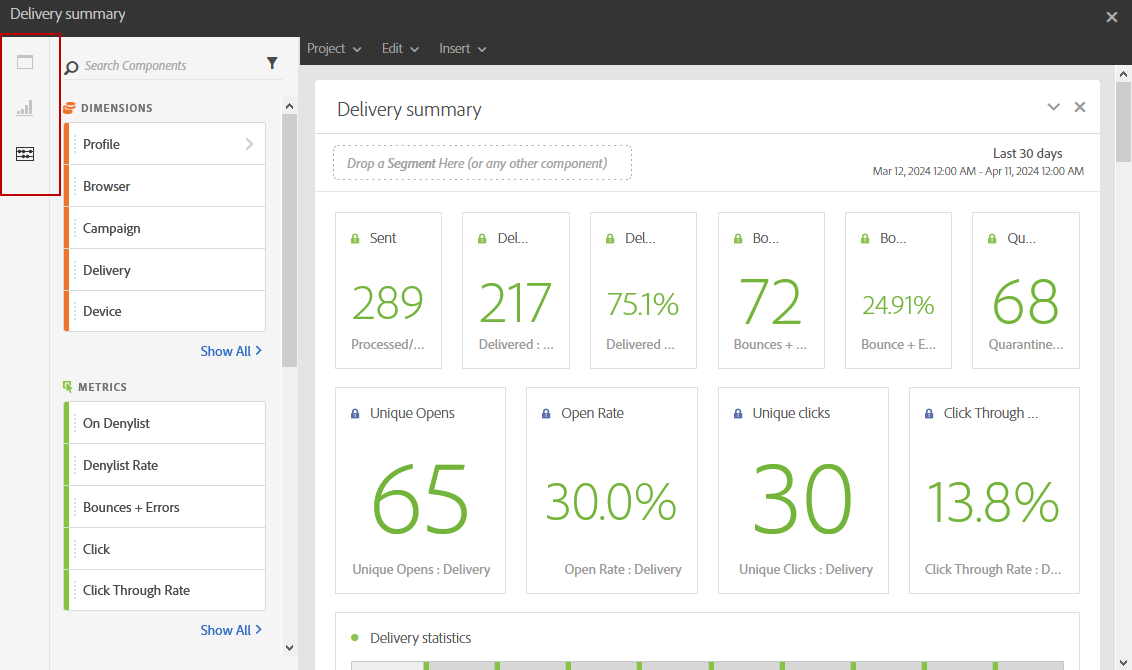 Delivery summary
Project Edit Insert
Search Components
DIMENSIONS
Profile
Browser
Campaign
Delivery
Device
Show All
METRICS
On Denylist
Denylist Rate
Bounces + Errors
Click
Click Through Rate
Show All
Delivery summary
Drop a Segment Here (or any other component)
Last 30 days
Mar 12, 2024 12:00 AM - Apr 11, 2024 12:00 AM
Sent
289
Processed/...
Del...
217
Delivered : ...
Del...
75.1%
Delivered ...
Bo...
72
Bounces + ...
Bo...
24.91%
Bounce + E...
Qu...
68
Quarantine...
Unique Opens
65
Unique Opens : Delivery
Open Rate
30.0%
Open Rate : Delivery
Unique clicks
30
Unique Clicks : Delivery
Click Through ...
13.8%
Click Through Rate : D...
Delivery statistics